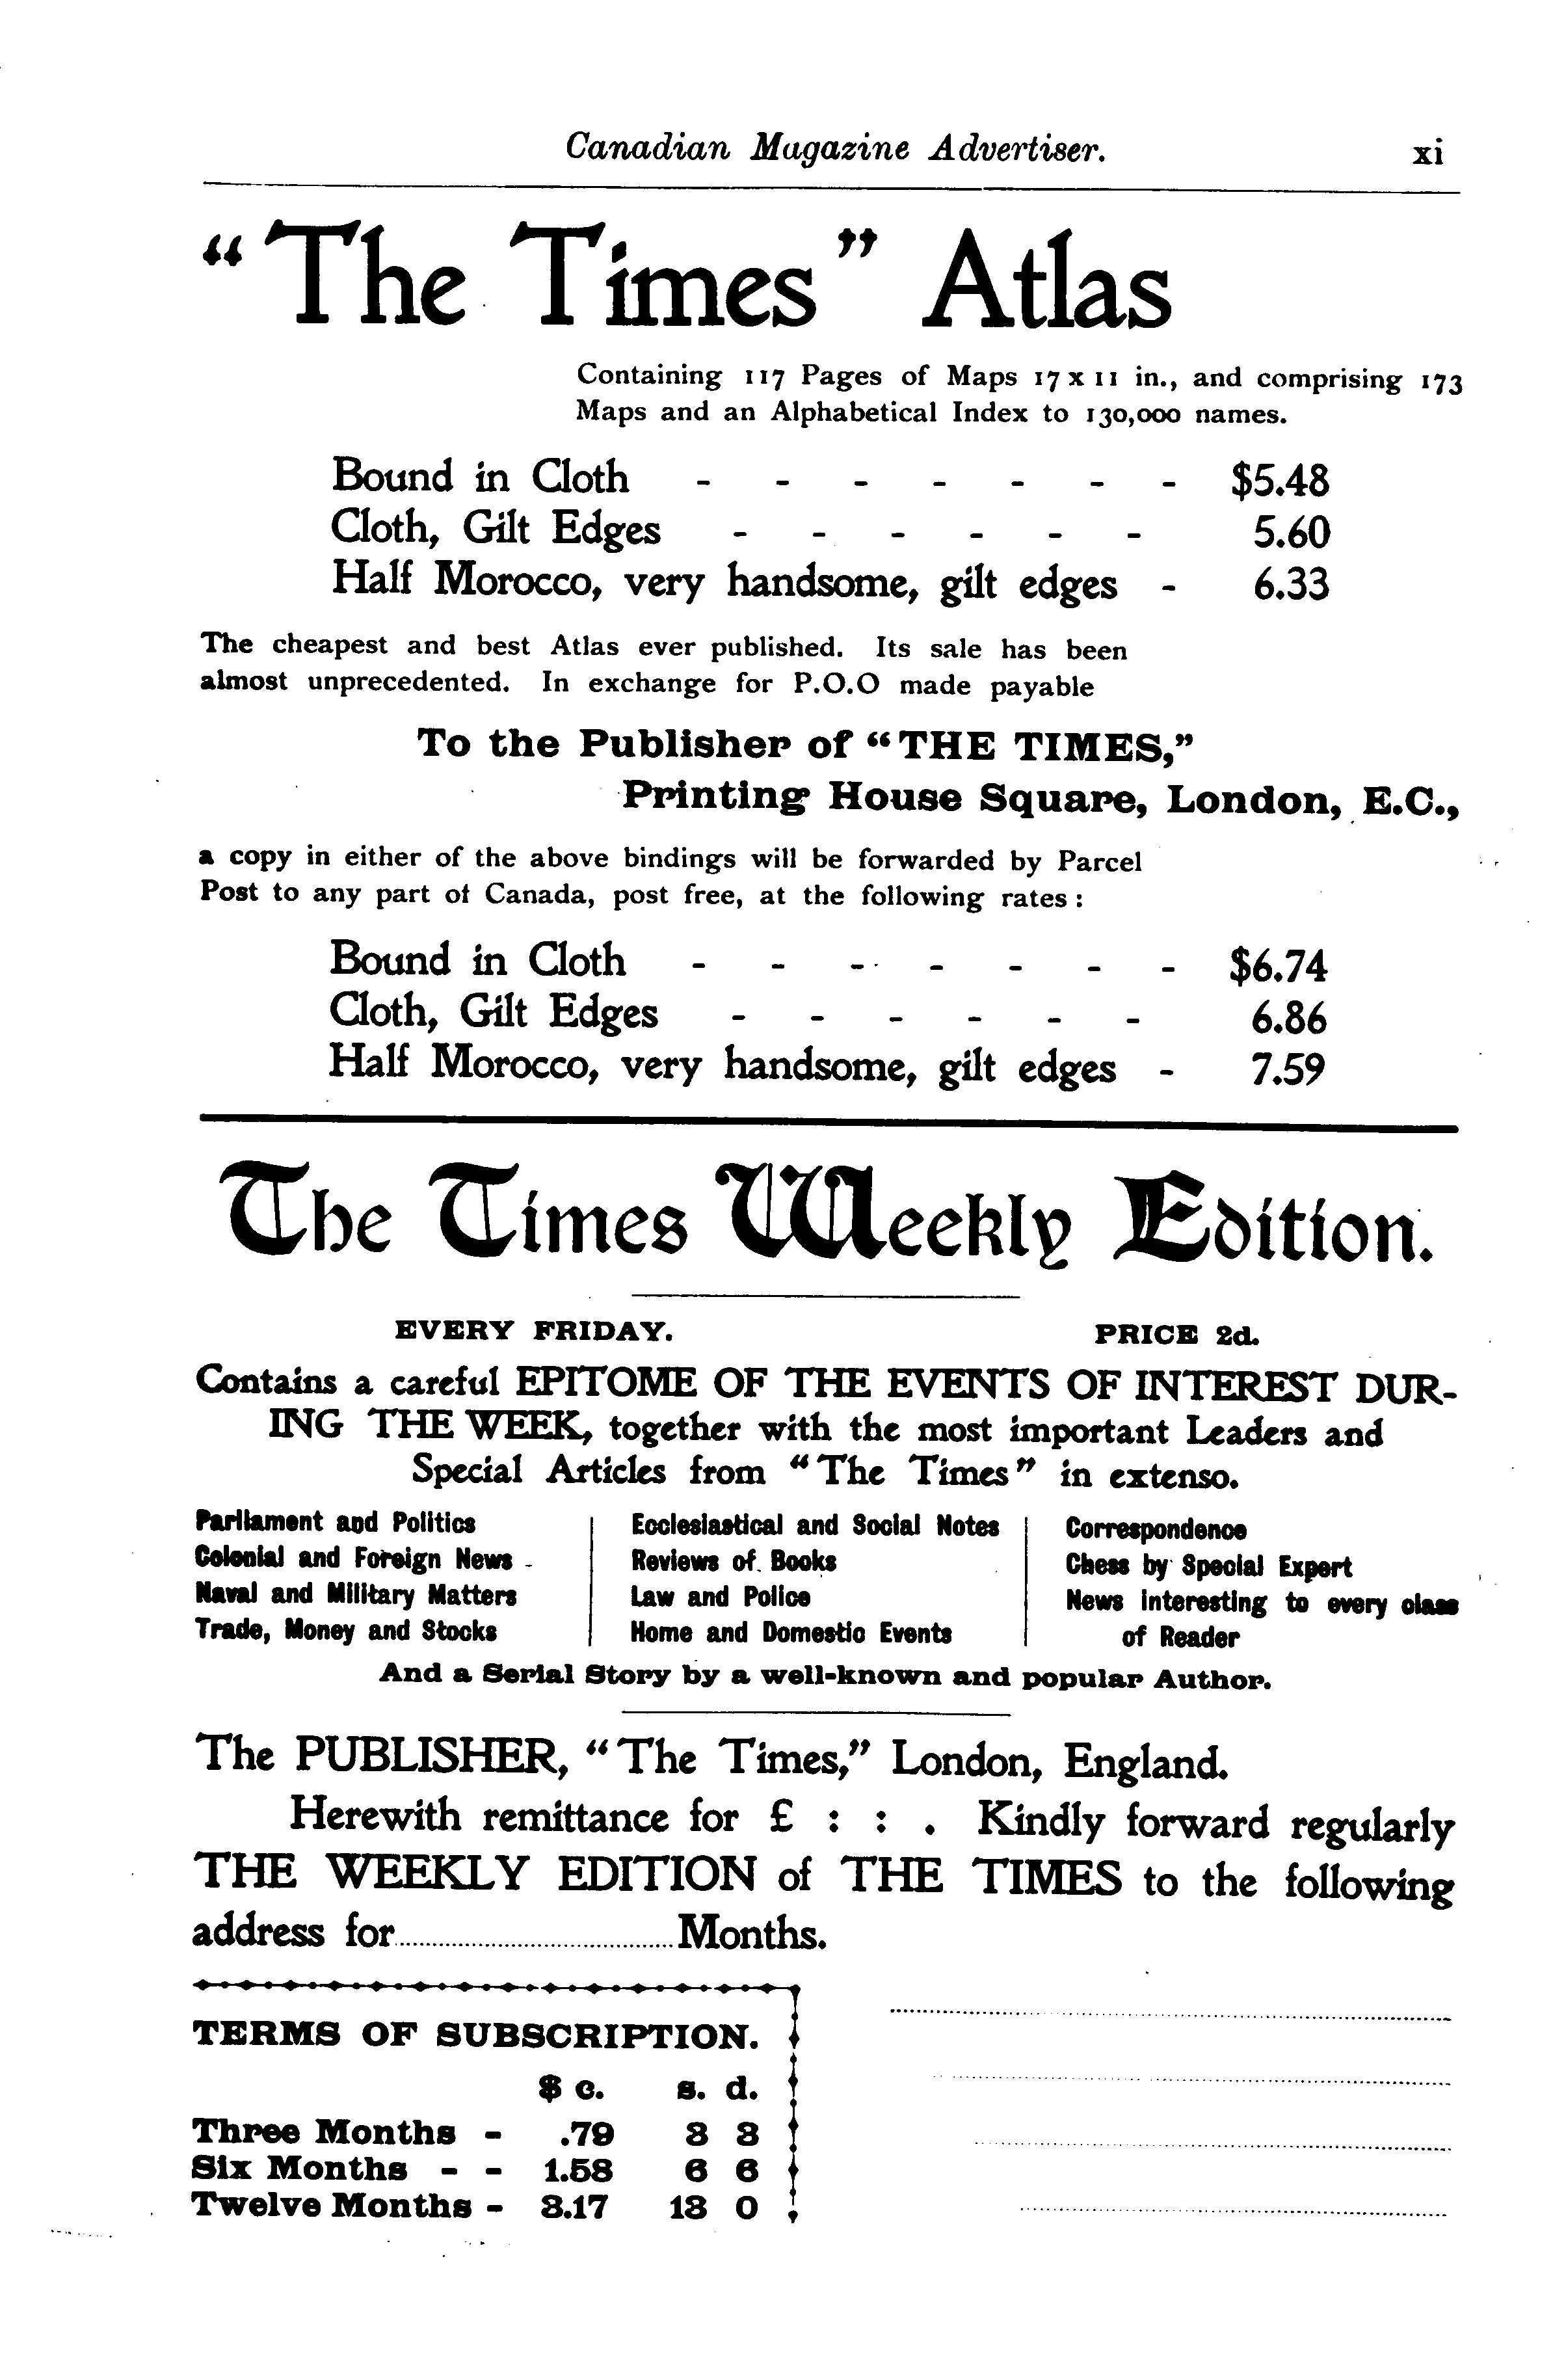 Canadian Magazine Advertiser. xi
“The Times” Atlas
Containing 117 Pages of Maps 17 x 11 in., and comprising 173
Maps and an Alphabetical Index to 130,000 names.
Bound in Cloth - - - - - - - $5.48
Cloth, Gilt Edges - - - - - - 5.60
Half Morocco, very handsome, gilt edges - 6.33
The cheapest and best Atlas ever published. Its sale has been
almost unprecedented. In exchange for P.O.O made payable
To the Publisher of “THE TIMES,”
Printing House Square, London, E.C.,
a copy in either of the above bindings will be forwarded by Parcel
Post to any part of Canada, post free, at the following rates :
Bound in Cloth - - - - - - - $6.74
Cloth, Gilt Edges - - - - - - 6.86
Half Morocco, very handsome, gilt edges - 7.59
The Times Weekly Edition.
EVERY FRIDAY. PRICE 2d.
Contains a careful EPITOME OF THE EVENTS OF INTEREST DUR-
ING THE WEEK, together with the most important Leaders and
Special Articles from “The Times” in extenso.
Parliament and Politics
Colonial and Foreign News
Naval and Military Matters
Trade, Money and Stocks
Ecclesiastical and Social Notes
Reviews of Books
Law and Police
Home and Domestic Events
Correspondence
Chess by Special Expert
News interesting to every class
of Reader
And a Serial Story by a well-known and popular Author.
The PUBLISHER, “The Times,” London, England.
Herewith remittance for £ : : . Kindly forward regularly
THE WEEKLY EDITION of THE TIMES to the following
address for........................Months.
TERMS OF SUBSCRIPTION.
$ c. s. d.
Three Months - .79 3 3
Six Months - - 1.58 6 6
Twelve Months - 3.17 13 0